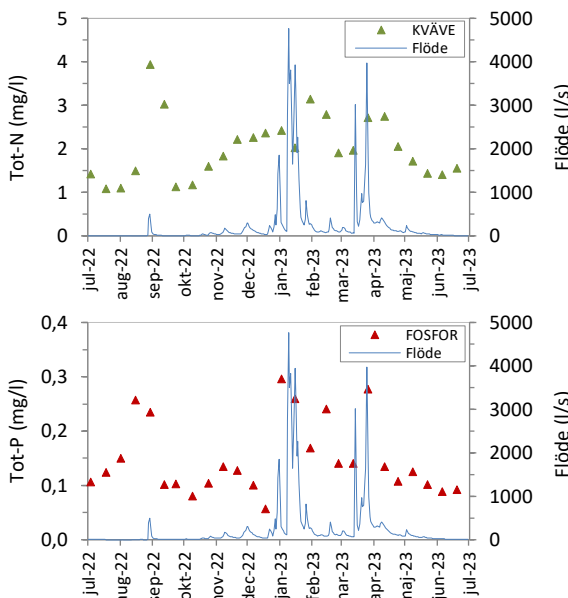 Tot-N (mg/l)
5
4
3
2
1
0
KVÄVE
Flöde
5000
4000
3000
2000
1000
0
Flöde (l/s)
jul-22
aug-22
sep-22
okt-22
nov-22
dec-22
jan-23
feb-23
mar-23
apr-23
maj-23
jun-23
jul-23
Tot-P (mg/l)
0,4
0,3
0,2
0,1
0,0
FOSFOR
Flöde
5000
4000
3000
2000
1000
0
Flöde (l/s)
jul-22
aug-22
sep-22
okt-22
nov-22
dec-22
jan-23
feb-23
mar-23
apr-23
maj-23
jun-23
jul-23